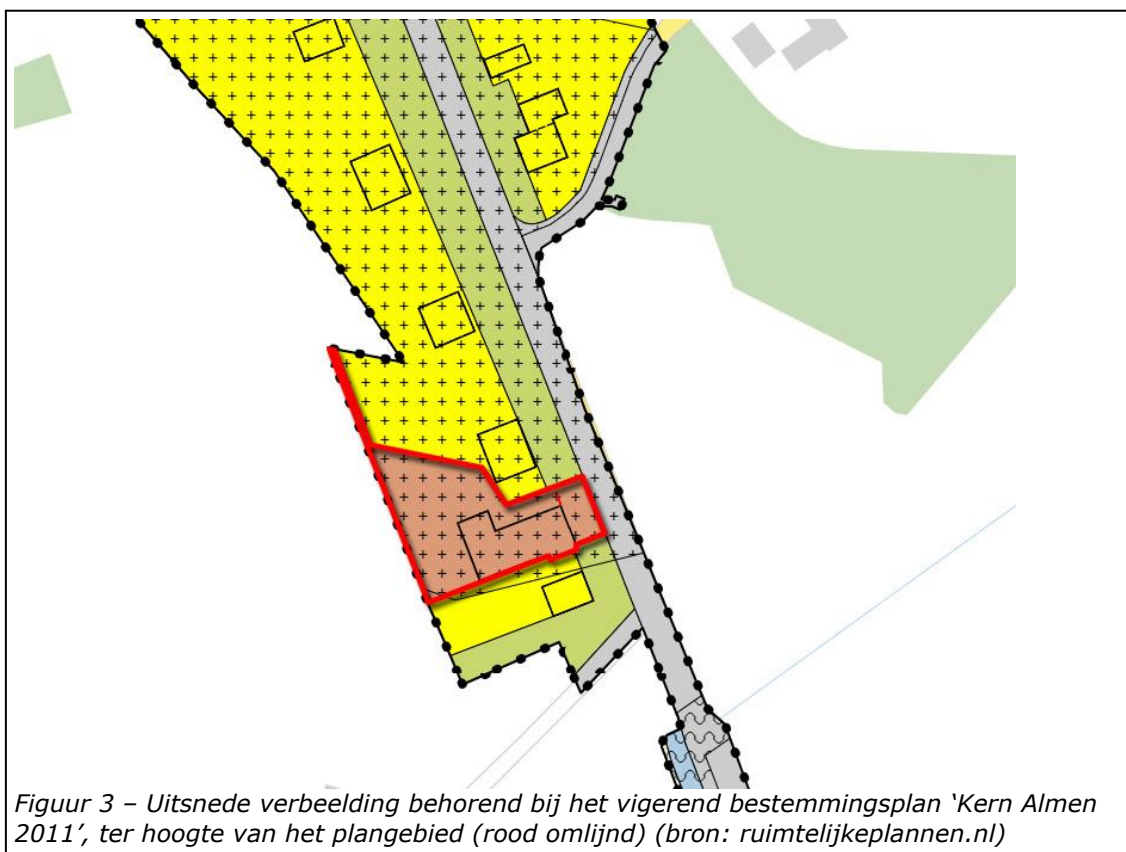 Figuur 3 – Uitsnede verbeelding behorend bij het vigerend bestemmingsplan ‘Kern Almen
2011’, ter hoogte van het plangebied (rood omlijnd) (bron: ruimtelijkeplannen.nl)